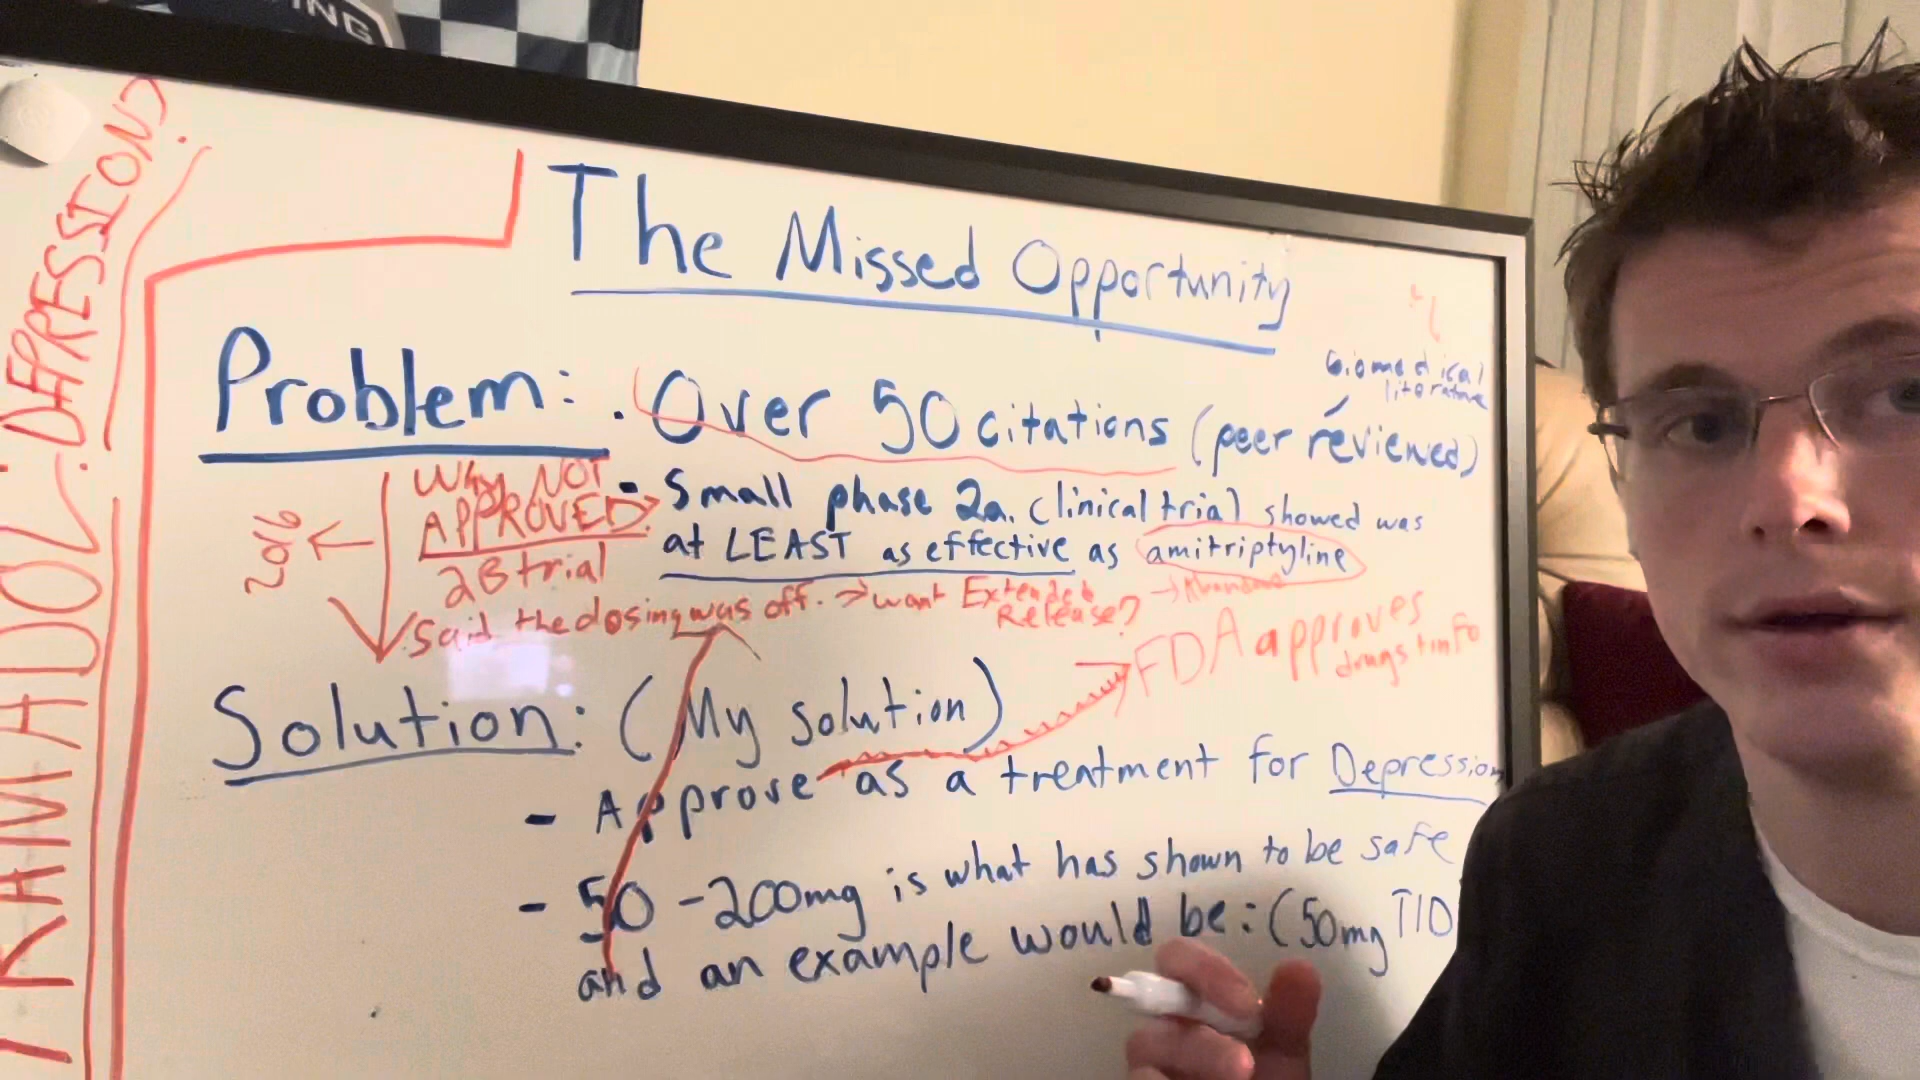 ING
TRAMADOL: DEPRESSION?
The Missed Opportunity
Problem: . Over 50 citations (peer reviewed)
biomedical
literature
WHY NOT
APPROVED?
2B trial
2016
- Small phase 2a. clinical trial showed was
at LEAST as effective as amitriptyline
Said the dosing was off. → want Extended
Release? →
FDA approves
drugs + info
Solution: (My solution)
- Approve as a treatment for Depression
- 50-200mg is what has shown to be safe
and an example would be: (50mg TID